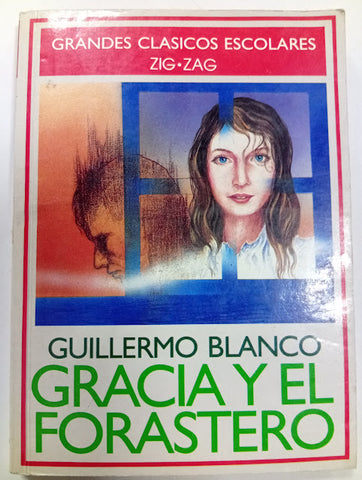 GRANDES CLASICOS ESCOLARES
ZIG•ZAG
GUILLERMO BLANCO
GRACIA Y EL
FORASTERO